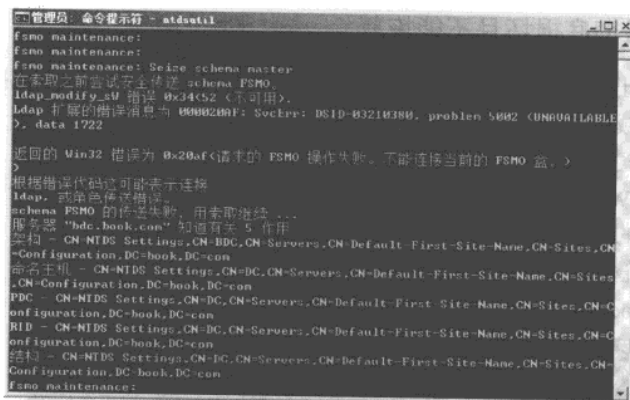 管理员: 命令提示符 - ntdsutil
fsmo maintenance:
fsmo maintenance:
fsmo maintenance: Seize schema master
在索取之前尝试安全传送 schema FSMO。
ldap_modify_sW 错误 0x34<52 (不可用).
Ldap 扩展的错误消息为 000020AF: SvcErr: DSID-03210380, problem 5002 (UNAVAILABLE
), data 1722
返回的 Win32 错误为 0x20af(请求的 FSMO 操作失败。不能连接当前的 FSMO 盒。)
)
根据错误代码这可能表示连接
ldap, 或角色传送错误。
schema FSMO 的传送失败，用索取继续 ...
服务器 "bdc.book.com" 知道有关 5 作用
架构 - CN=NTDS Settings,CN=BDC,CN=Servers,CN=Default-First-Site-Name,CN=Sites,CN
=Configuration,DC=book,DC=com
命名主机 - CN=NTDS Settings,CN=DC,CN=Servers,CN=Default-First-Site-Name,CN=Sites
,CN=Configuration,DC=book,DC=com
PDC - CN=NTDS Settings,CN=DC,CN=Servers,CN=Default-First-Site-Name,CN=Sites,CN=C
onfiguration,DC=book,DC=com
RID - CN=NTDS Settings,CN=DC,CN=Servers,CN=Default-First-Site-Name,CN=Sites,CN=C
onfiguration,DC=book,DC=com
结构 - CN=NTDS Settings,CN=DC,CN=Servers,CN=Default-First-Site-Name,CN=Sites,CN=
Configuration,DC=book,DC=com
fsmo maintenance: